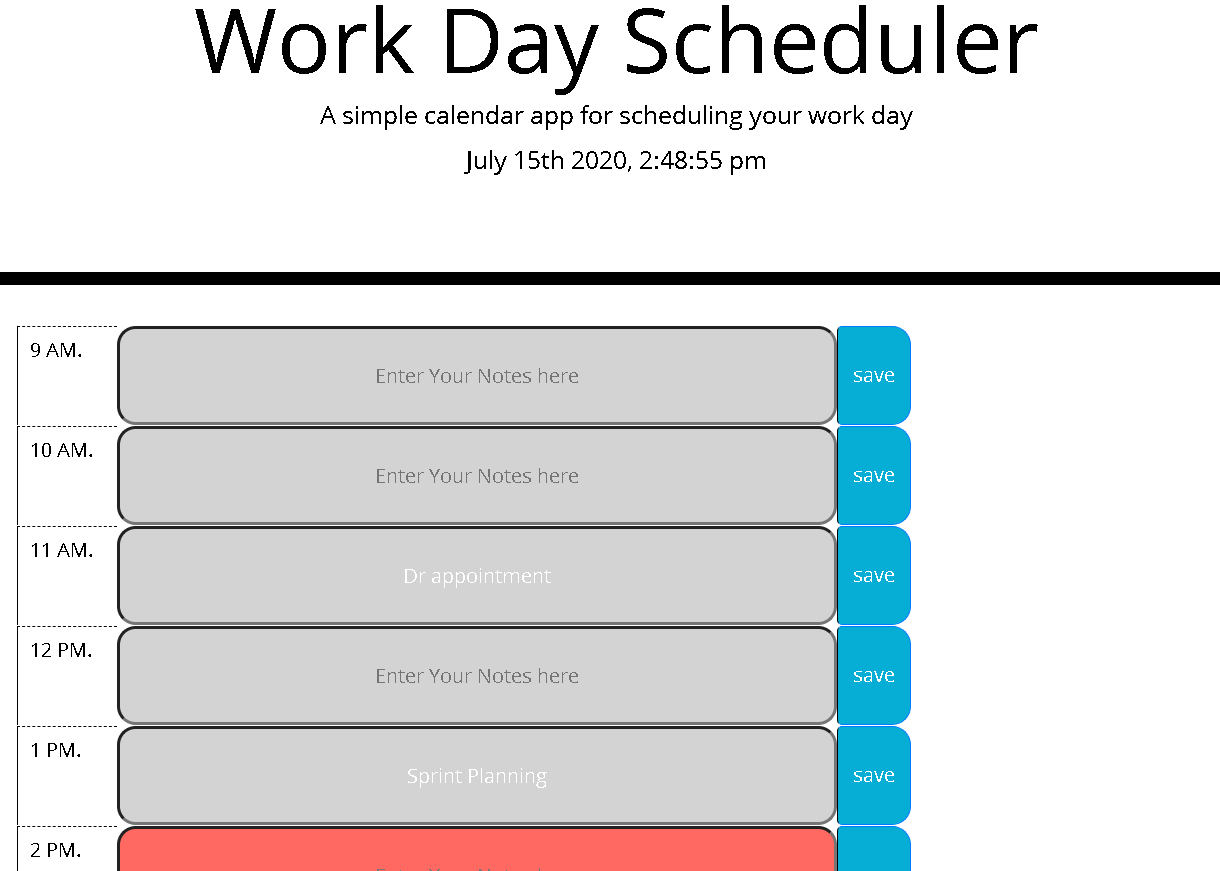 Work Day Scheduler
A simple calendar app for scheduling your work day
July 15th 2020, 2:48:55 pm
9 AM.
Enter Your Notes here
save
10 AM.
Enter Your Notes here
save
11 AM.
Dr appointment
save
12 PM.
Enter Your Notes here
save
1 PM.
Sprint Planning
save
2 PM.